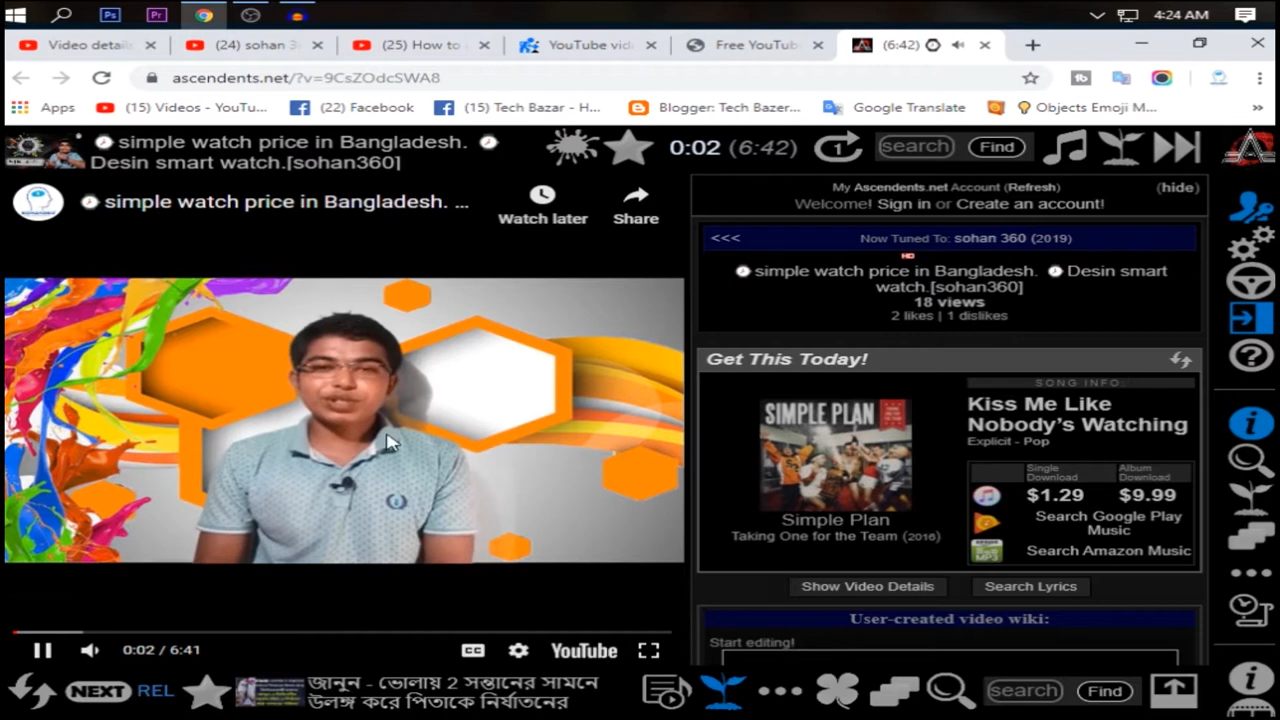 4:24 AM
Video detai
(24) sohan 3
(25) How to
YouTube vid
Free YouTub
(6:42)
ascendents.net/?v=9CsZOdcSWA8
Apps
(15) Videos - YouTu...
(22) Facebook
(15) Tech Bazar - H...
Blogger: Tech Bazer...
Google Translate
Objects Emoji M...
simple watch price in Bangladesh.
Desin smart watch.[sohan360]
0:02 (6:42)
1
search
Find
simple watch price in Bangladesh. ...
Watch later
Share
My Ascendents.net Account (Refresh)
(hide)
Welcome! Sign in or Create an account!
<<< Now Tuned To: sohan 360 (2019)
HD
simple watch price in Bangladesh. Desin smart
watch.[sohan360]
18 views
2 likes | 1 dislikes
Get This Today!
SIMPLE PLAN
Simple Plan
Taking One for the Team (2016)
SONG INFO:
Kiss Me Like
Nobody's Watching
Explicit - Pop
Single Download
Album Download
$1.29 $9.99
Search Google Play
Music
Search Amazon Music
Show Video Details
Search Lyrics
User-created video wiki:
Start editing!
0:02 / 6:41
CC
YouTube
NEXT REL
জানুন - ভোলায় 2 সন্তানের সামনে
উলঙ্গ করে পিতাকে নির্যাতনের
search
Find